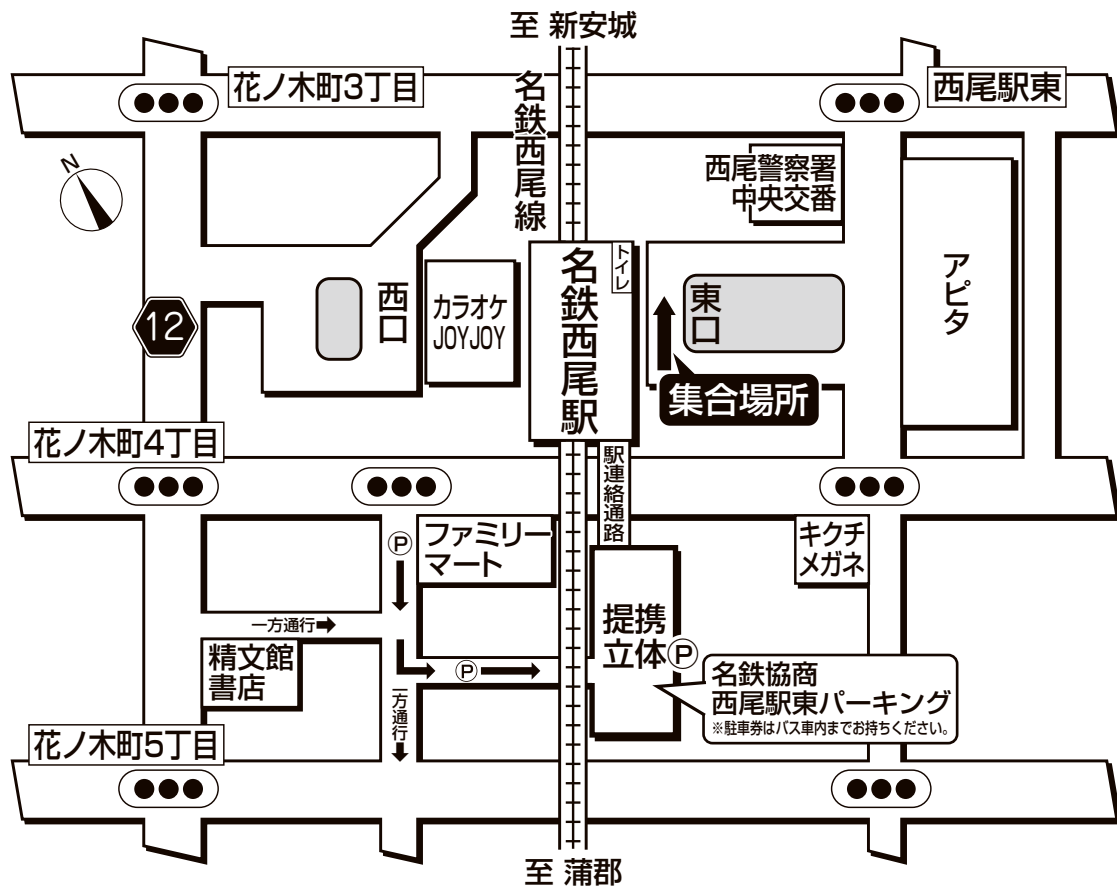 至 新安城
花ノ木町3丁目
名鉄西尾線
西尾駅東
N
西尾警察署
中央交番
トイレ
名鉄西尾駅
西口
カラオケ
JOYJOY
東口
アピタ
12
集合場所
花ノ木町4丁目
駅連絡通路
P
ファミリー
マート
キクチ
メガネ
一方通行
精文館
書店
P
提携
立体P
一方通行
名鉄協商
西尾駅東パーキング
※駐車券はバス車内までお持ちください。
花ノ木町5丁目
至 蒲郡